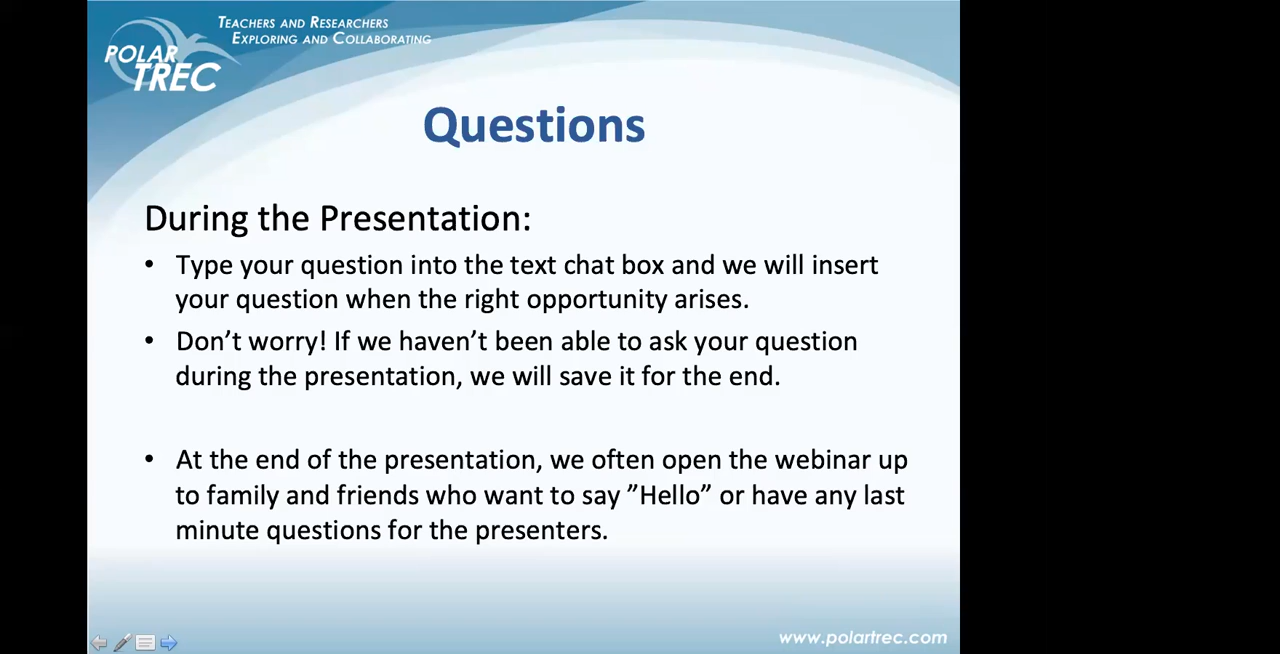 TEACHERS AND RESEARCHERS
EXPLORING AND COLLABORATING
POLAR
TREC
Questions
During the Presentation:
• Type your question into the text chat box and we will insert
your question when the right opportunity arises.
• Don’t worry! If we haven’t been able to ask your question
during the presentation, we will save it for the end.
• At the end of the presentation, we often open the webinar up
to family and friends who want to say ”Hello” or have any last
minute questions for the presenters.
www.polartrec.com